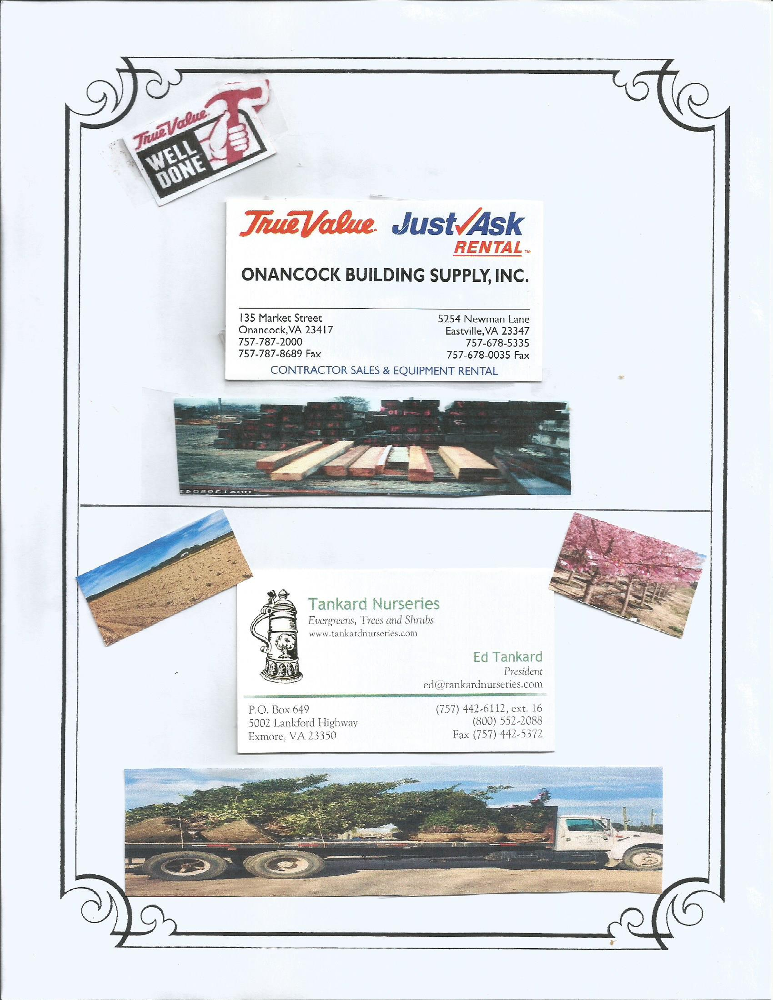 True Value
WELL
DONE
True Value. Just Ask
RENTAL ™
ONANCOCK BUILDING SUPPLY, INC.
135 Market Street
Onancock, VA 23417
757-787-2000
757-787-8689 Fax
5254 Newman Lane
Eastville, VA 23347
757-678-5335
757-678-0035 Fax
CONTRACTOR SALES & EQUIPMENT RENTAL
Tankard Nurseries
Evergreens, Trees and Shrubs
www.tankardnurseries.com
Ed Tankard
President
ed@tankardnurseries.com
P.O. Box 649
5002 Lankford Highway
Exmore, VA 23350
(757) 442-6112, ext. 16
(800) 552-2088
Fax (757) 442-5372